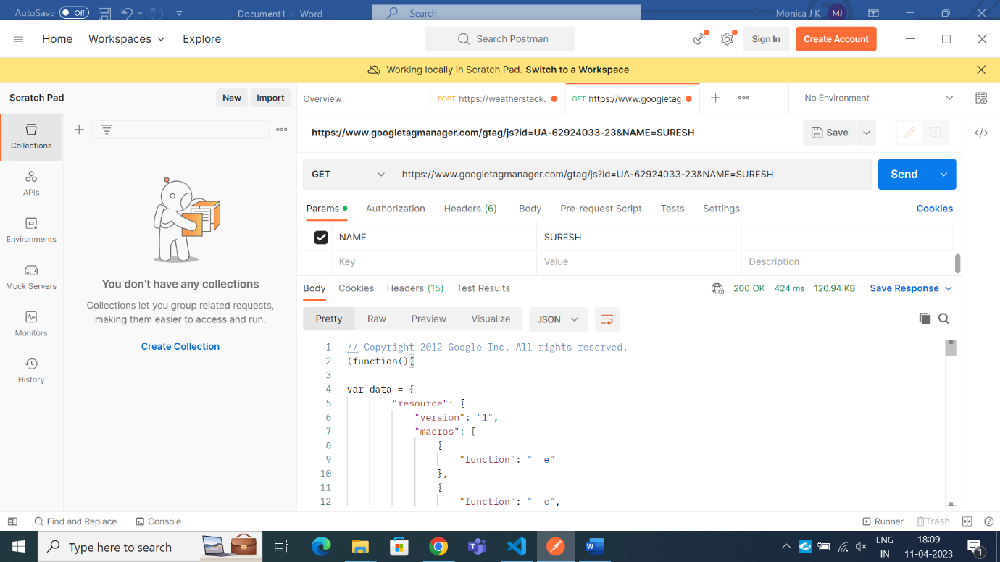 AutoSave Off Document1 - Word Search Monica J K MJ
Home Workspaces Explore Search Postman Sign In Create Account
Working locally in Scratch Pad. Switch to a Workspace
Scratch Pad New Import Overview POST https://weatherstack. GET https://www.googletag No Environment
https://www.googletagmanager.com/gtag/js?id=UA-62924033-23&NAME=SURESH Save
Collections
APIs
Environments
Mock Servers
Monitors
History
You don't have any collections
Collections let you group related requests,
making them easier to access and run.
Create Collection
GET https://www.googletagmanager.com/gtag/js?id=UA-62924033-23&NAME=SURESH Send
Params Authorization Headers (6) Body Pre-request Script Tests Settings Cookies
NAME SURESH
Key Value Description
Body Cookies Headers (15) Test Results 200 OK 424 ms 120.94 KB Save Response
Pretty Raw Preview Visualize JSON
1 // Copyright 2012 Google Inc. All rights reserved.
2 (function(){
3
4 var data = {
5 "resource": {
6 "version": "1",
7 "macros": [
8 {
9 "function": "__e"
10 },
11 {
12 "function": "__c",
Find and Replace Console Runner Trash
Type here to search ENG 18:09
IN 11-04-2023 1